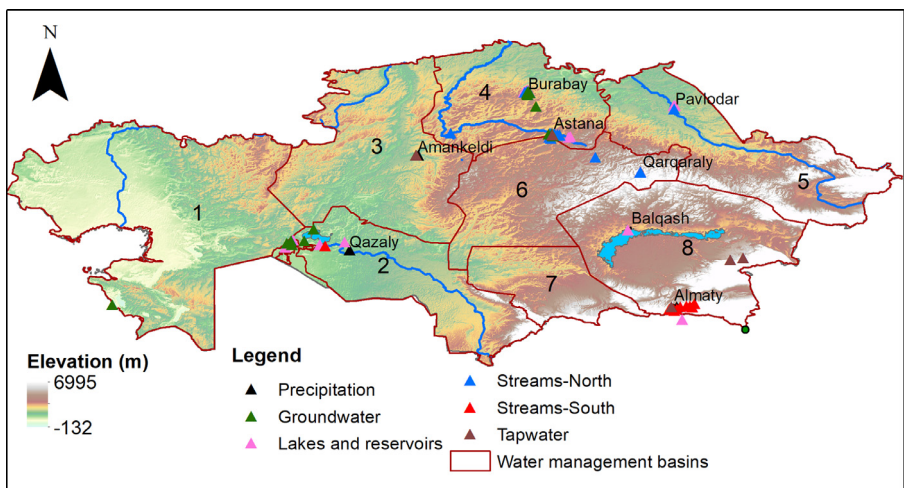 N
Burabay
4
Pavlodar
Astana
3
Amankeldi
Qarqaraly
5
6
1
Balqash
Qazaly
8
2
7
Almaty
Elevation (m)
6995
-132
Legend
Precipitation
Groundwater
Lakes and reservoirs
Streams-North
Streams-South
Tapwater
Water management basins